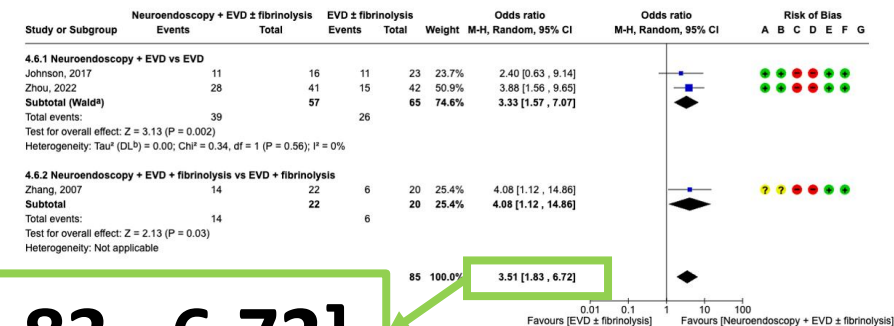 Neuroendoscopy + EVD ± fibrinolysis EVD ± fibrinolysis Odds ratio Odds ratio Risk of Bias
Study or Subgroup Events Total Events Total Weight M-H, Random, 95% CI M-H, Random, 95% CI A B C D E F G
4.6.1 Neuroendoscopy + EVD vs EVD
Johnson, 2017 11 16 11 23 23.7% 2.40 [0.63 , 9.14] + + − − + +
Zhou, 2022 28 41 15 42 50.9% 3.88 [1.56 , 9.65] + + − − + +
Subtotal (Waldᵃ) 57 65 74.6% 3.33 [1.57 , 7.07]
Total events: 39 26
Test for overall effect: Z = 3.13 (P = 0.002)
Heterogeneity: Tau² (DLᵇ) = 0.00; Chi² = 0.34, df = 1 (P = 0.56); I² = 0%
4.6.2 Neuroendoscopy + EVD + fibrinolysis vs EVD + fibrinolysis
Zhang, 2007 14 22 6 20 25.4% 4.08 [1.12 , 14.86] ? ? − − + +
Subtotal 22 20 25.4% 4.08 [1.12 , 14.86]
Total events: 14 6
Test for overall effect: Z = 2.13 (P = 0.03)
Heterogeneity: Not applicable
85 100.0% 3.51 [1.83 , 6.72]
83 6.72]
0.01 0.1 1 10 100
Favours [EVD ± fibrinolysis] Favours [Neuroendoscopy + EVD ± fibrinolysis]